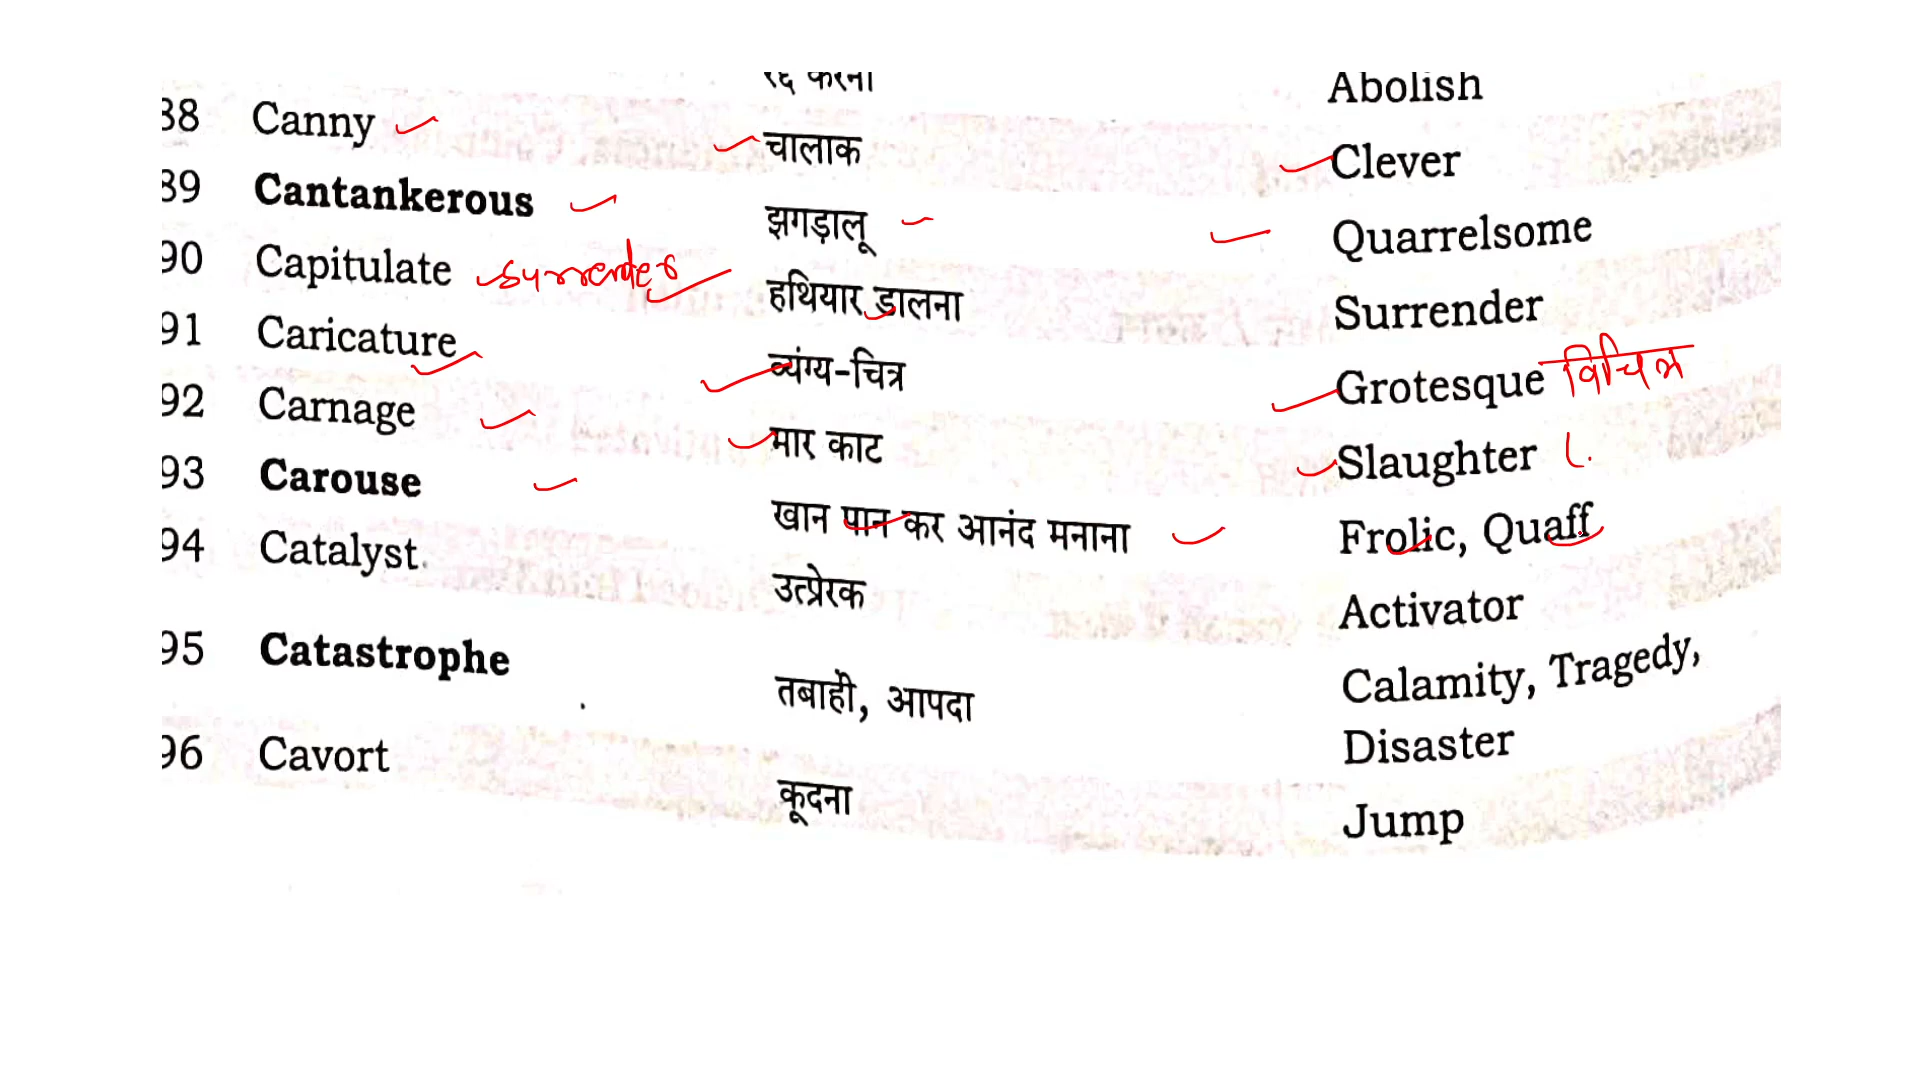 रद्द करना Abolish
88 Canny चालाक Clever
89 Cantankerous झगड़ालू Quarrelsome
90 Capitulate surrender हथियार डालना Surrender
91 Caricature व्यंग्य-चित्र Grotesque विचित्र
92 Carnage मार काट Slaughter
93 Carouse खान पान कर आनंद मनाना Frolic, Quaff
94 Catalyst उत्प्रेरक Activator
95 Catastrophe तबाही, आपदा Calamity, Tragedy,
Disaster
96 Cavort कूदना Jump